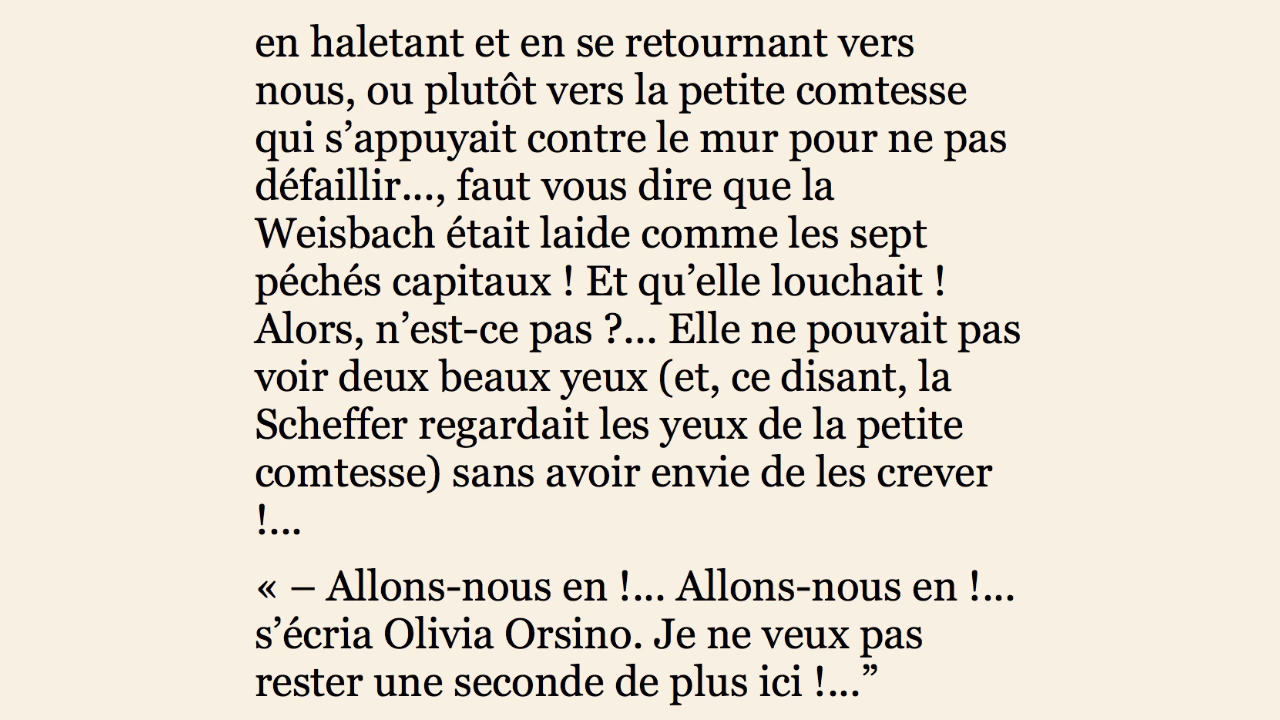 en haletant et en se retournant vers
nous, ou plutôt vers la petite comtesse
qui s’appuyait contre le mur pour ne pas
défaillir..., faut vous dire que la
Weisbach était laide comme les sept
péchés capitaux ! Et qu’elle louchait !
Alors, n’est-ce pas ?... Elle ne pouvait pas
voir deux beaux yeux (et, ce disant, la
Scheffer regardait les yeux de la petite
comtesse) sans avoir envie de les crever
!...
« – Allons-nous en !... Allons-nous en !...
s’écria Olivia Orsino. Je ne veux pas
rester une seconde de plus ici !...”